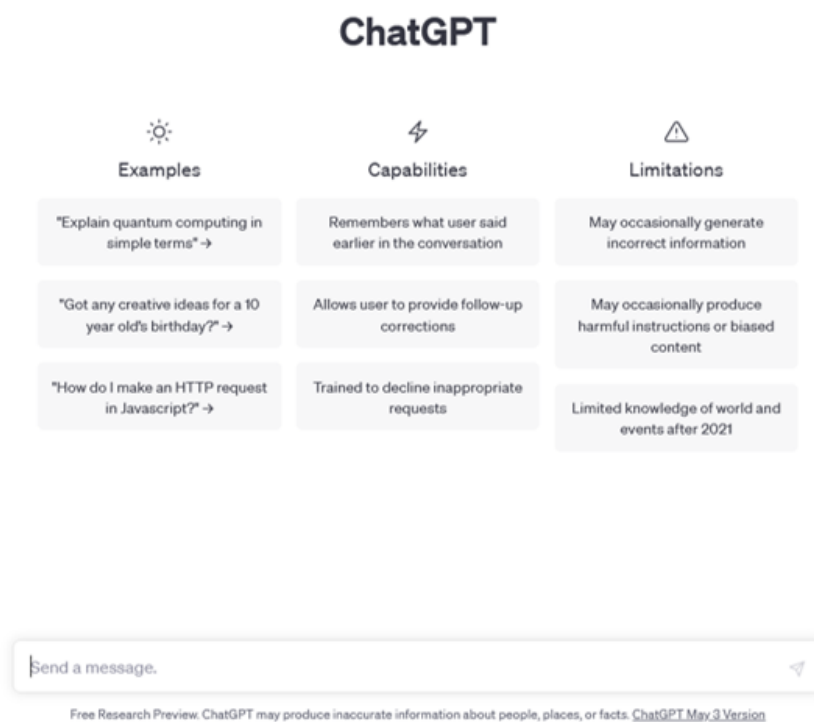 ChatGPT
Examples
"Explain quantum computing in
simple terms" →
"Got any creative ideas for a 10
year old's birthday?" →
"How do I make an HTTP request
in Javascript?" →
Capabilities
Remembers what user said
earlier in the conversation
Allows user to provide follow-up
corrections
Trained to decline inappropriate
requests
Limitations
May occasionally generate
incorrect information
May occasionally produce
harmful instructions or biased
content
Limited knowledge of world and
events after 2021
Send a message.
Free Research Preview. ChatGPT may produce inaccurate information about people, places, or facts. ChatGPT May 3 Version